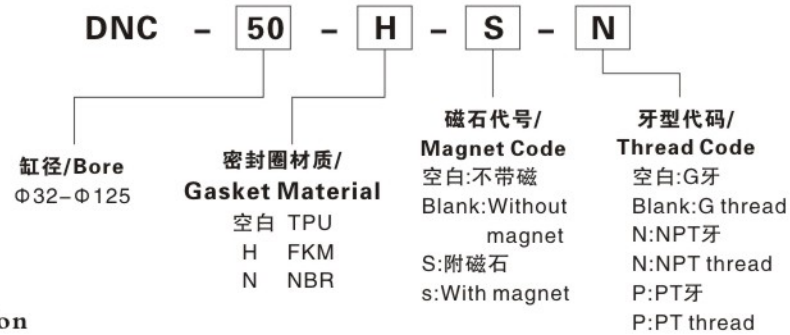 DNC – 50 – H – S – N
缸径/Bore
Φ32–Φ125
密封圈材质/
Gasket Material
空白 TPU
H FKM
N NBR
磁石代号/
Magnet Code
空白:不带磁
Blank:Without
magnet
S:附磁石
s:With magnet
牙型代码/
Thread Code
空白:G牙
Blank:G thread
N:NPT牙
N:NPT thread
P:PT牙
P:PT thread
on